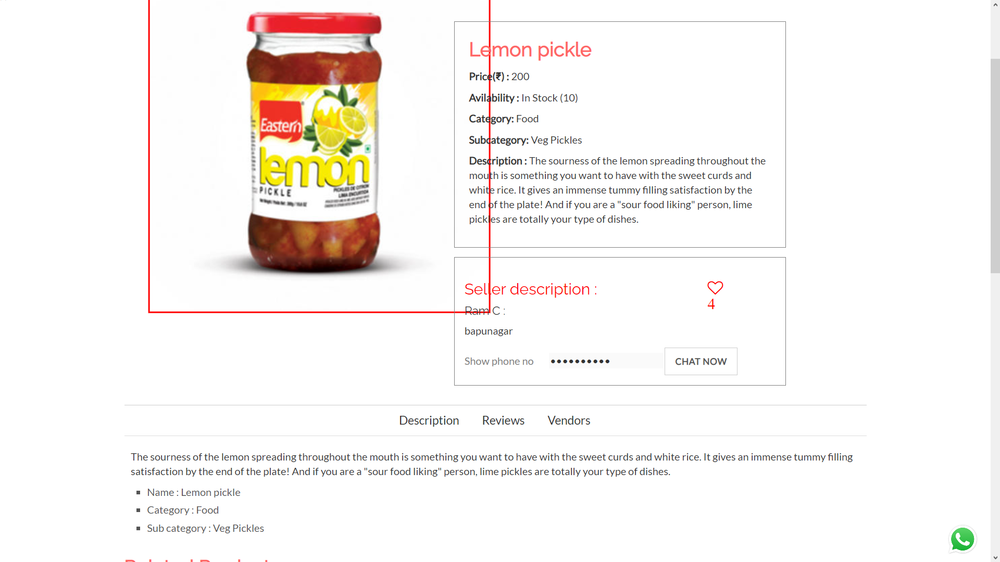 Lemon pickle
Price(₹) : 200
Avilability : In Stock (10)
Category: Food
Subcategory: Veg Pickles
Description : The sourness of the lemon spreading throughout the
mouth is something you want to have with the sweet curds and
white rice. It gives an immense tummy filling satisfaction by the
end of the plate! And if you are a "sour food liking" person, lime
pickles are totally your type of dishes.
Eastern
lemon
PICKLE
PICKLES DE CITRON
LIMA ENCURTIDA
Seller description :
4
Ram C :
bapunagar
Show phone no
••••••••••
CHAT NOW
Description Reviews Vendors
The sourness of the lemon spreading throughout the mouth is something you want to have with the sweet curds and white rice. It gives an immense tummy filling
satisfaction by the end of the plate! And if you are a "sour food liking" person, lime pickles are totally your type of dishes.
Name : Lemon pickle
Category : Food
Sub category : Veg Pickles